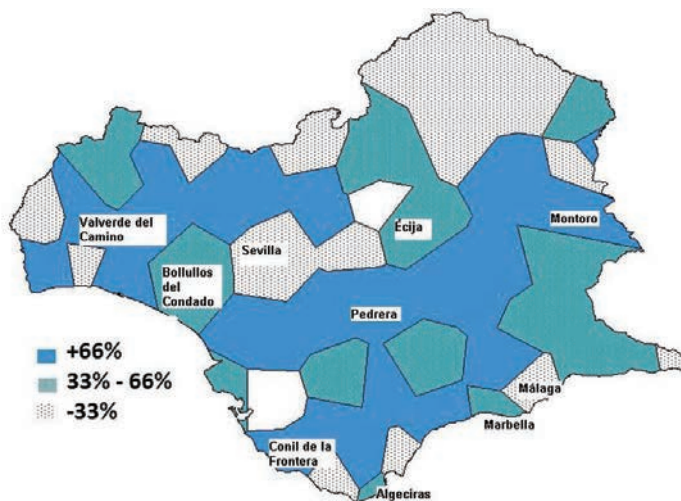 Valverde del
Camino
Sevilla
Écija
Montoro
Bollullos
del
Condado
Pedrera
+66%
33% - 66%
-33%
Málaga
Marbella
Conil de la
Frontera
Algeciras